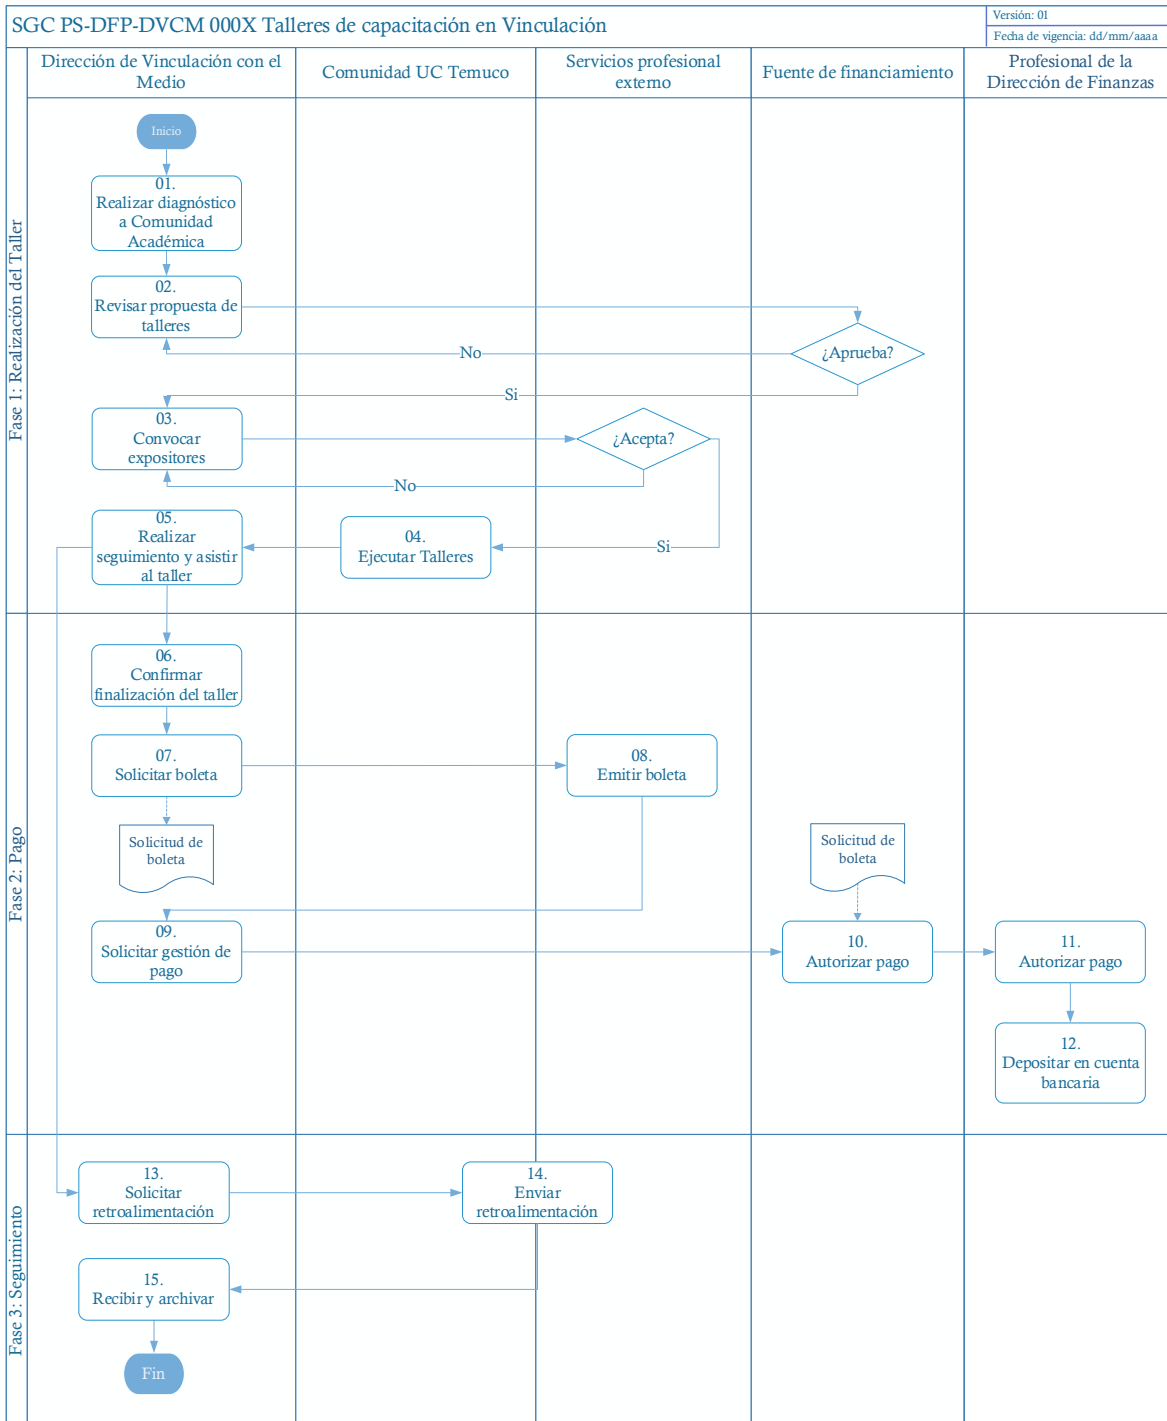 SGC PS-DFP-DVCM 000X Talleres de capacitación en Vinculación
Versión: 01
Fecha de vigencia: dd/mm/aaaa
Dirección de Vinculación con el
Medio
Comunidad UC Temuco
Servicios profesional
externo
Fuente de financiamiento
Profesional de la
Dirección de Finanzas
Fase 1: Realización del Taller
Inicio
01.
Realizar diagnóstico
a Comunidad
Académica
02.
Revisar propuesta de
talleres
¿Aprueba?
No
Si
03.
Convocar
expositores
¿Acepta?
No
Si
04.
Ejecutar Talleres
05.
Realizar
seguimiento y asistir
al taller
Fase 2: Pago
06.
Confirmar
finalización del taller
07.
Solicitar boleta
08.
Emitir boleta
Solicitud de
boleta
Solicitud de
boleta
09.
Solicitar gestión de
pago
10.
Autorizar pago
11.
Autorizar pago
12.
Depositar en cuenta
bancaria
Fase 3: Seguimiento
13.
Solicitar
retroalimentación
14.
Enviar
retroalimentación
15.
Recibir y archivar
Fin